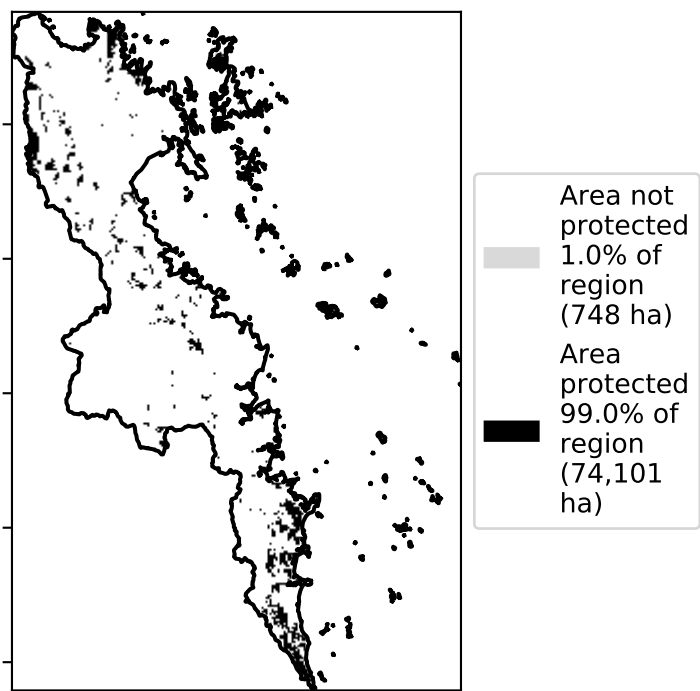 Area not
protected
1.0% of
region
(748 ha)
Area
protected
99.0% of
region
(74,101
ha)